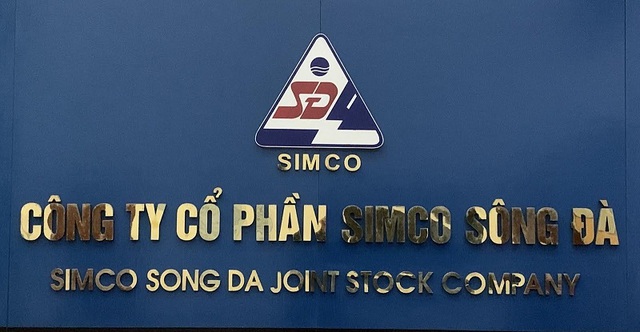 SD
SIMCO
CÔNG TY CỔ PHẦN SIMCO SÔNG ĐÀ
SIMCO SONG DA JOINT STOCK COMPANY